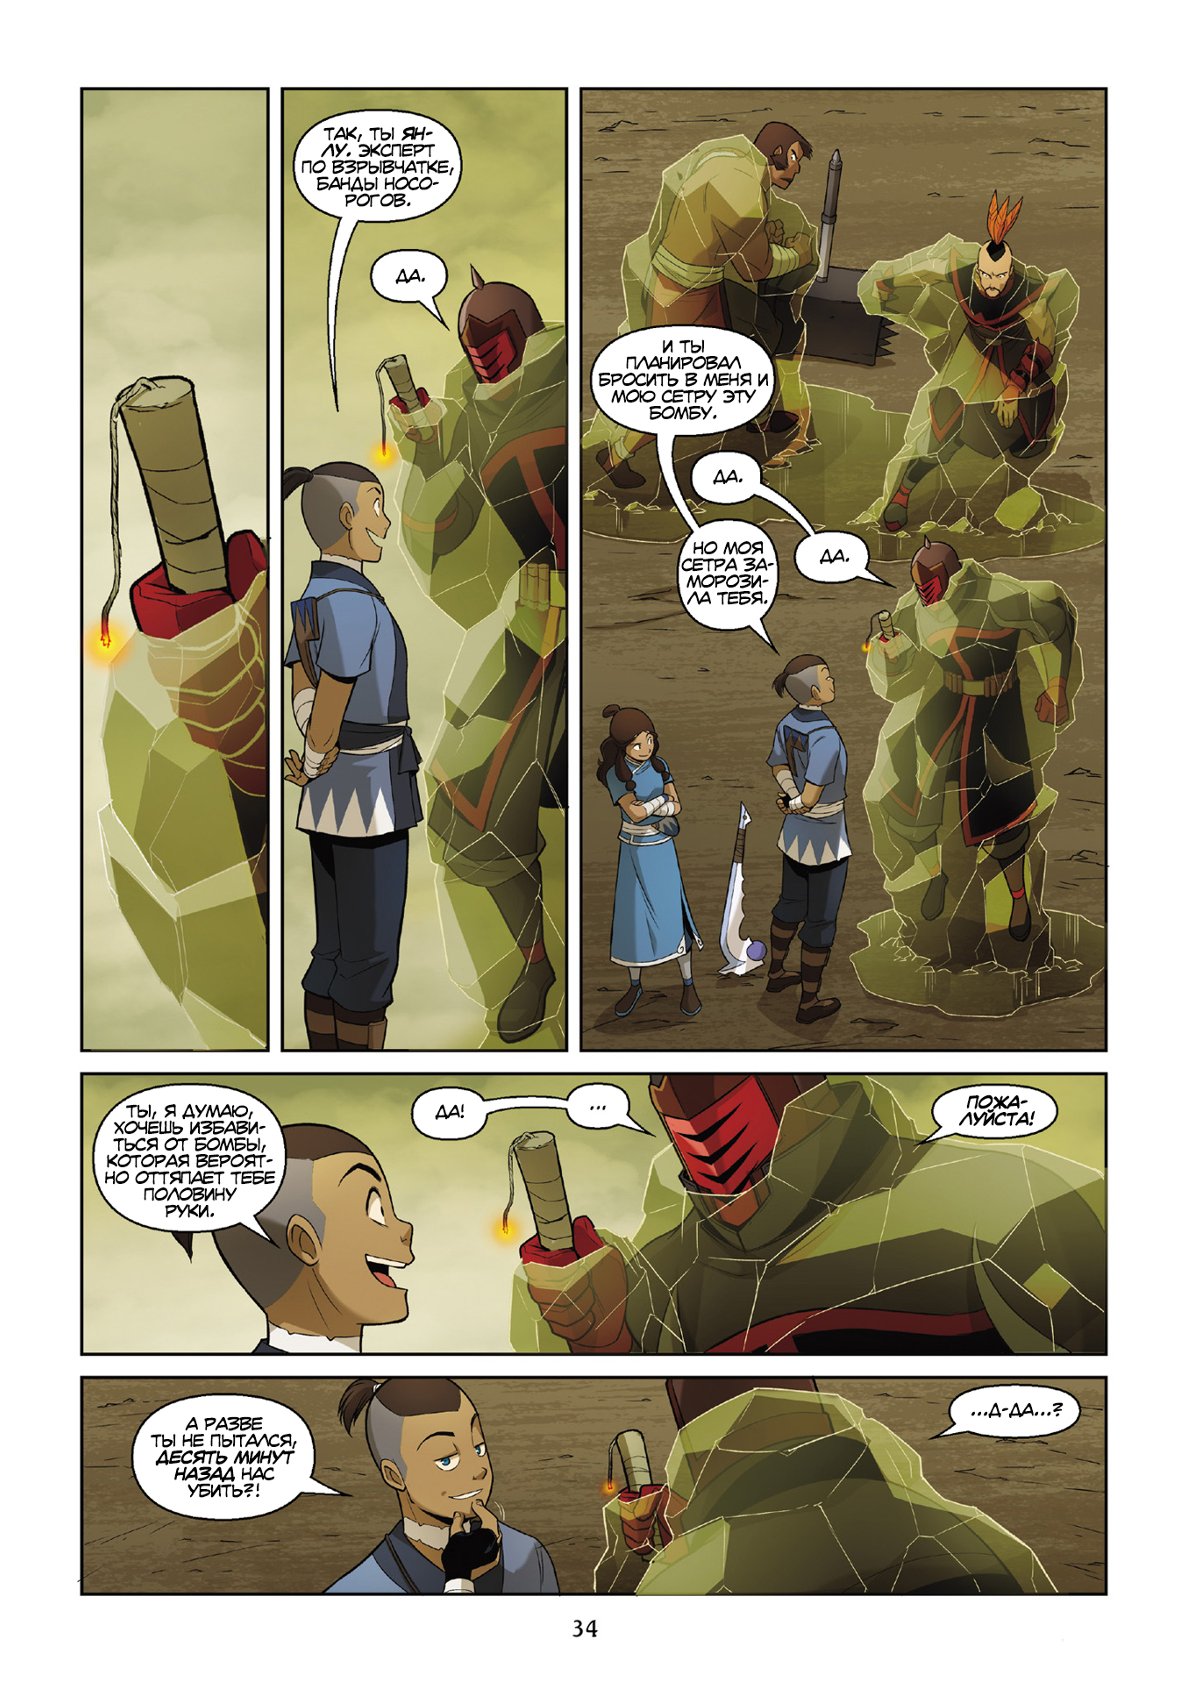 ТАК, ТЫ ЯН-
ЛУ. ЭКСПЕРТ
ПО ВЗРЫВЧАТКЕ,
БАНДЫ НОСО-
РОГОВ.
ДА.
И ТЫ
ПЛАНИРОВАЛ
БРОСИТЬ В МЕНЯ И
МОЮ СЕТРУ ЭТУ
БОМБУ.
ДА.
НО МОЯ
СЕТРА ЗА-
МОРОЗИ-
ЛА ТЕБЯ.
ДА.
ТЫ, Я ДУМАЮ,
ХОЧЕШЬ ИЗБАВИ-
ТЬСЯ ОТ БОМБЫ,
КОТОРАЯ ВЕРОЯТ-
НО ОТТЯПАЕТ ТЕБЕ
ПОЛОВИНУ
РУКИ.
ДА!
...
ПОЖА-
ЛУЙСТА!
А РАЗВЕ
ТЫ НЕ ПЫТАЛСЯ,
ДЕСЯТЬ МИНУТ
НАЗАД НАС
УБИТЬ?!
...Д-ДА...?
34